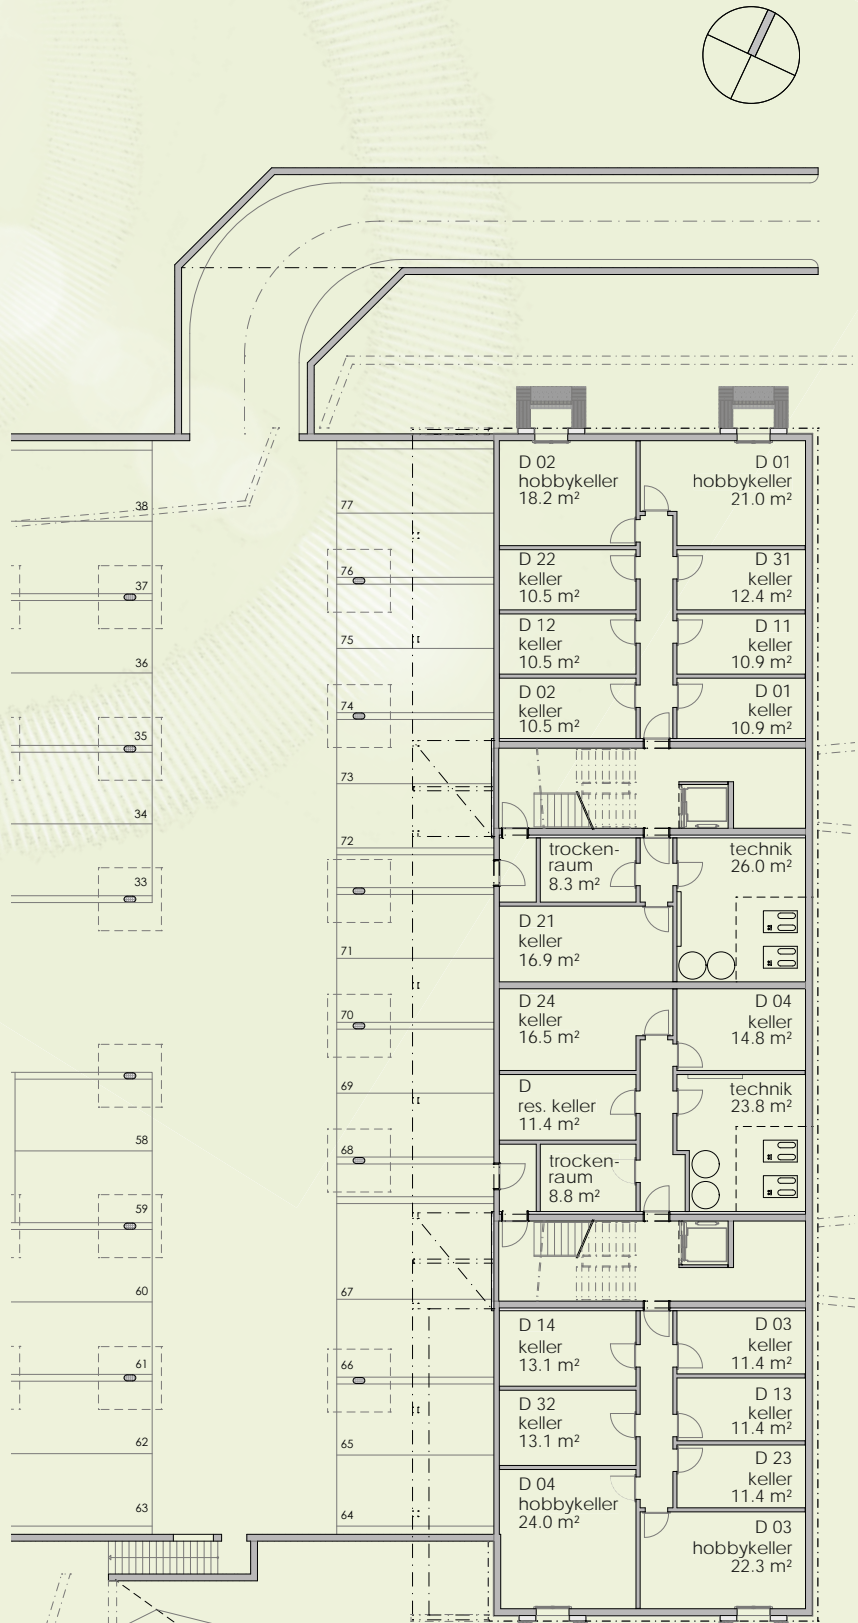 38
37
36
35
34
33
58
59
60
61
62
63
77
76
75
74
73
72
71
70
69
68
67
66
65
64
D 02
hobbykeller
18.2 m²
D 01
hobbykeller
21.0 m²
D 22
keller
10.5 m²
D 31
keller
12.4 m²
D 12
keller
10.5 m²
D 11
keller
10.9 m²
D 02
keller
10.5 m²
D 01
keller
10.9 m²
trocken-
raum
8.3 m²
technik
26.0 m²
D 21
keller
16.9 m²
D 24
keller
16.5 m²
D 04
keller
14.8 m²
D
res. keller
11.4 m²
technik
23.8 m²
trocken-
raum
8.8 m²
D 14
keller
13.1 m²
D 03
keller
11.4 m²
D 32
keller
13.1 m²
D 13
keller
11.4 m²
D 23
keller
11.4 m²
D 04
hobbykeller
24.0 m²
D 03
hobbykeller
22.3 m²